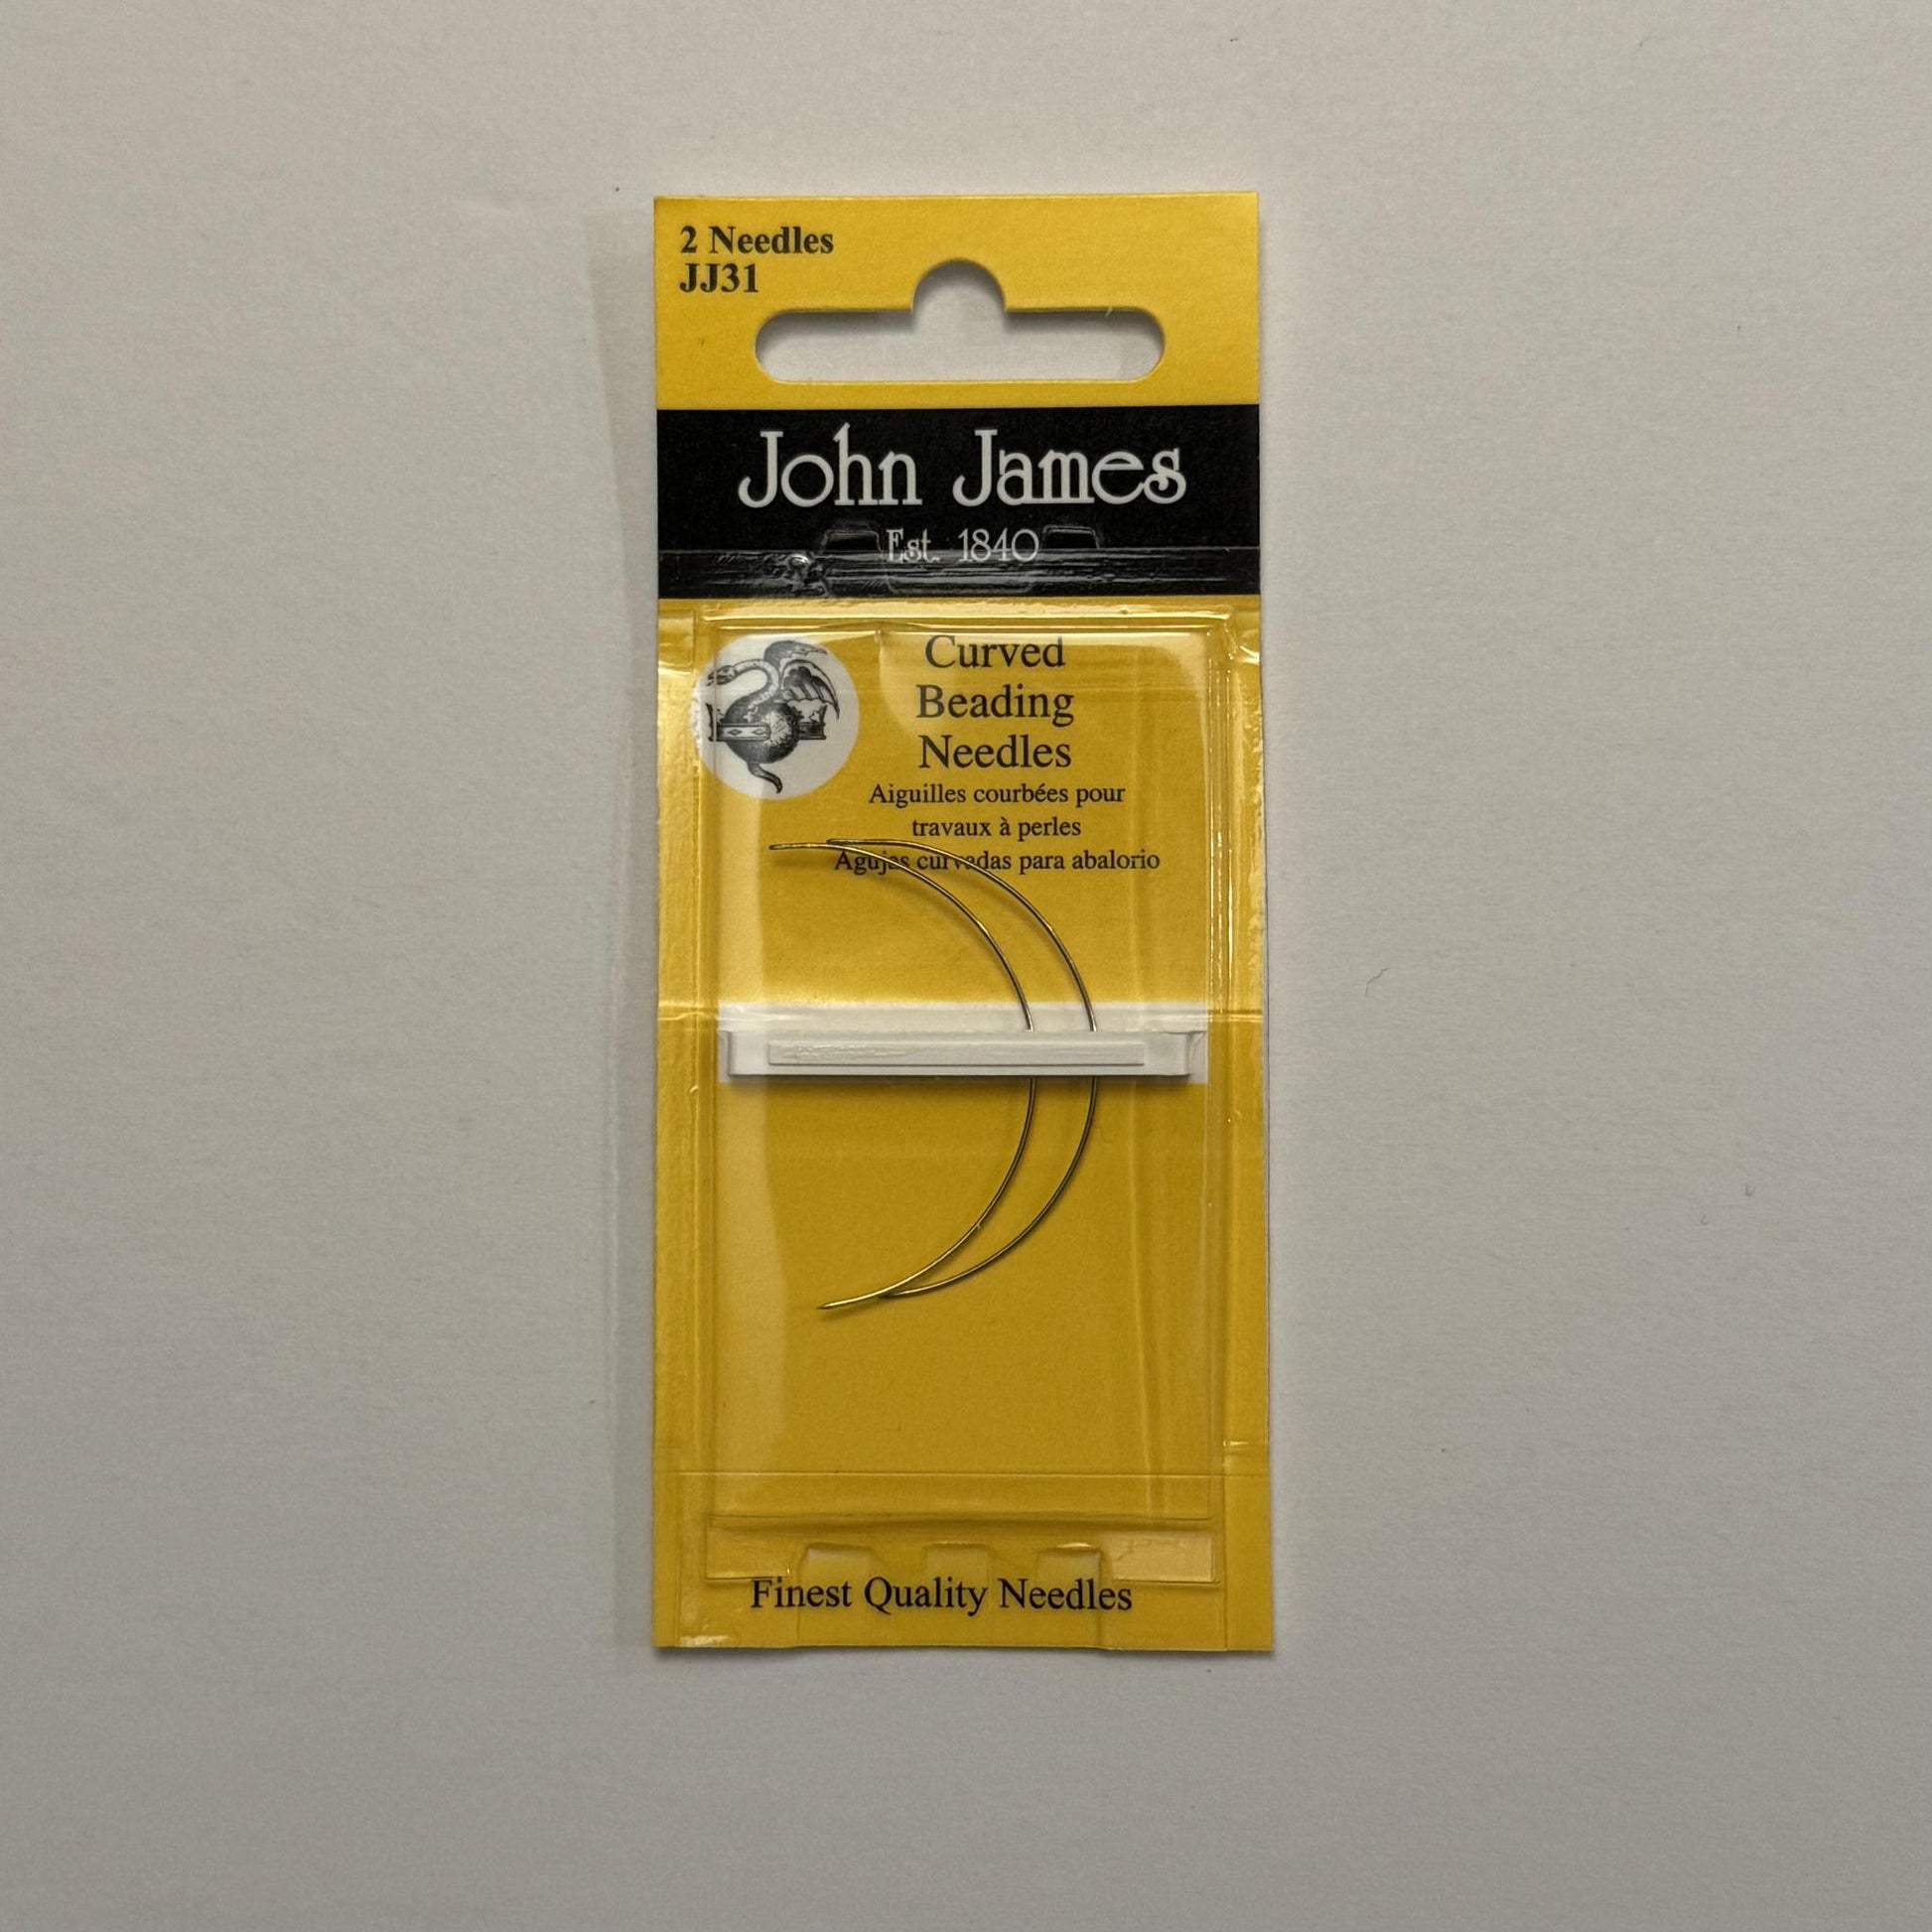 2 Needles
JJ31
John James
Est. 1840
Curved
Beading
Needles
Aiguilles courbées pour
travaux à perles
Agujas curvadas para abalorio
Finest Quality Needles